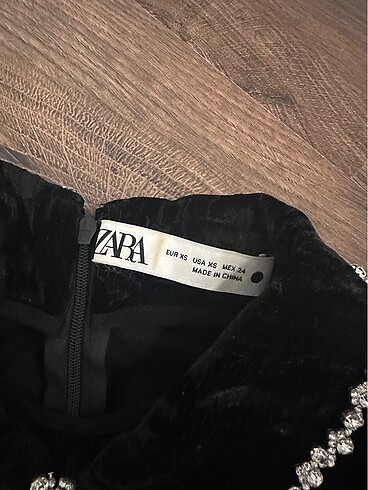 ZARA
EUR XS USA XS MEX 24
MADE IN CHINA